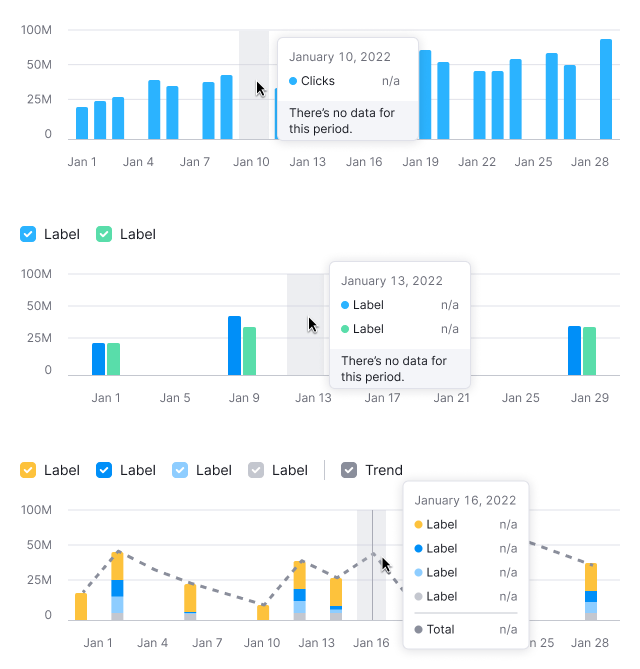 100M
50M
25M
0
January 10, 2022
Clicks n/a
There's no data for
this period.
Jan 1 Jan 4 Jan 7 Jan 10 Jan 13 Jan 16 Jan 19 Jan 22 Jan 25 Jan 28
Label Label
100M
50M
25M
0
January 13, 2022
Label n/a
Label n/a
There's no data for
this period.
Jan 1 Jan 5 Jan 9 Jan 13 Jan 17 Jan 21 Jan 25 Jan 29
Label Label Label Label Trend
100M
50M
25M
0
January 16, 2022
Label n/a
Label n/a
Label n/a
Label n/a
Total n/a
Jan 1 Jan 4 Jan 7 Jan 10 Jan 13 Jan 16 n 25 Jan 28